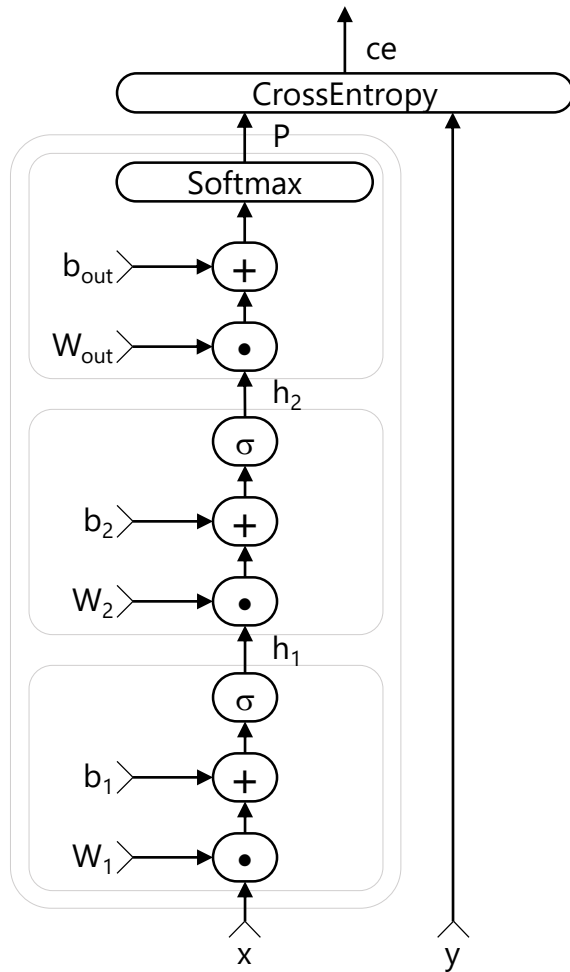 ce
CrossEntropy
P
Softmax
b_out +
W_out •
h_2
σ
b_2 +
W_2 •
h_1
σ
b_1 +
W_1 •
x y